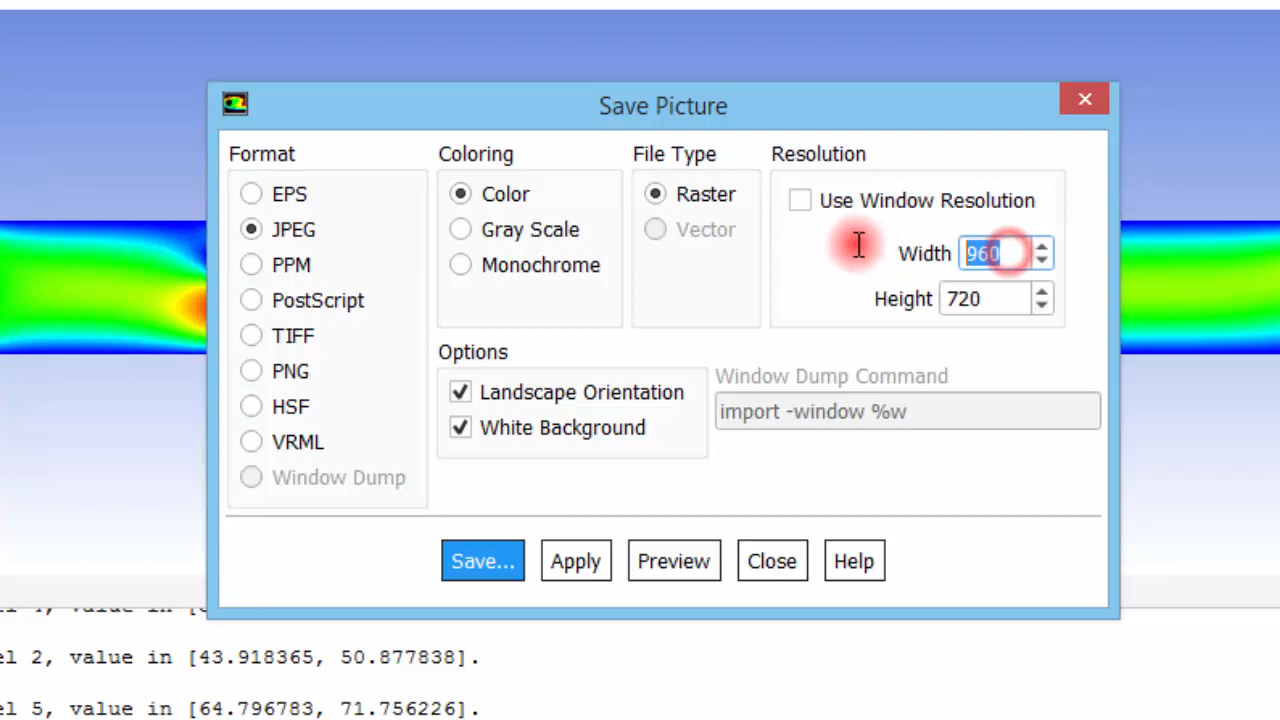 Save Picture
Format
Coloring
File Type
Resolution
EPS
JPEG
PPM
PostScript
TIFF
PNG
HSF
VRML
Window Dump
Color
Gray Scale
Monochrome
Raster
Vector
Use Window Resolution
Width 960
Height 720
Options
Landscape Orientation
White Background
Window Dump Command
import -window %w
Save... Apply Preview Close Help
value in
el 2, value in [43.918365, 50.877838].
el 5, value in [64.796783, 71.756226].